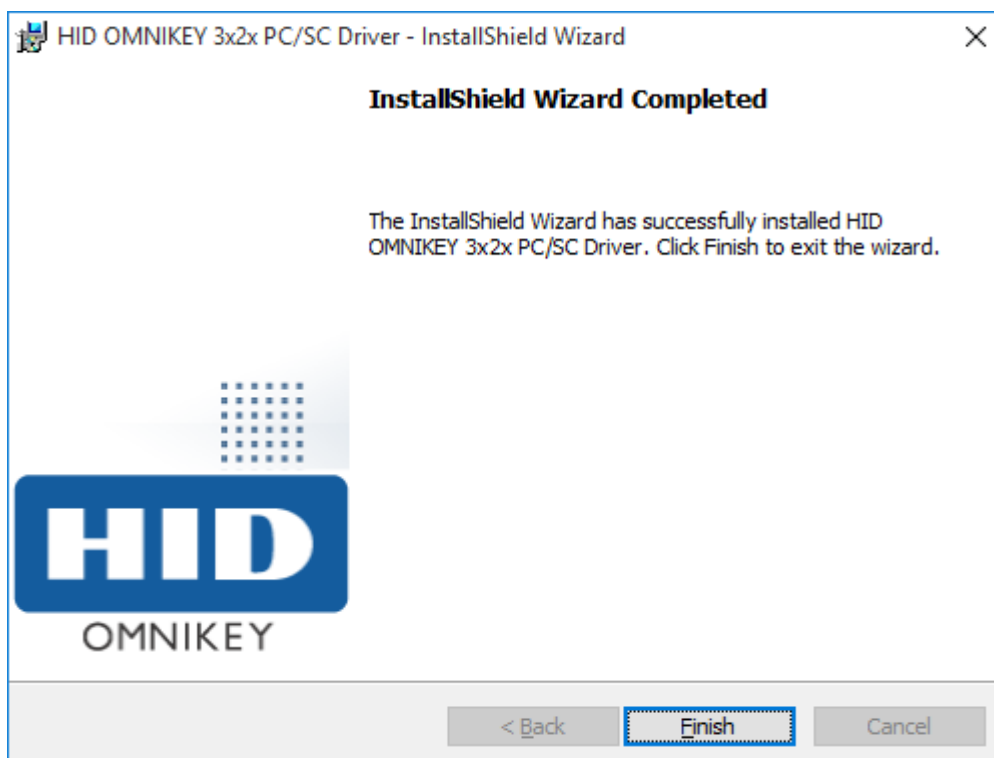 HID OMNIKEY 3x2x PC/SC Driver - InstallShield Wizard
InstallShield Wizard Completed
The InstallShield Wizard has successfully installed HID
OMNIKEY 3x2x PC/SC Driver. Click Finish to exit the wizard.
HID
OMNIKEY
< Back
Finish
Cancel